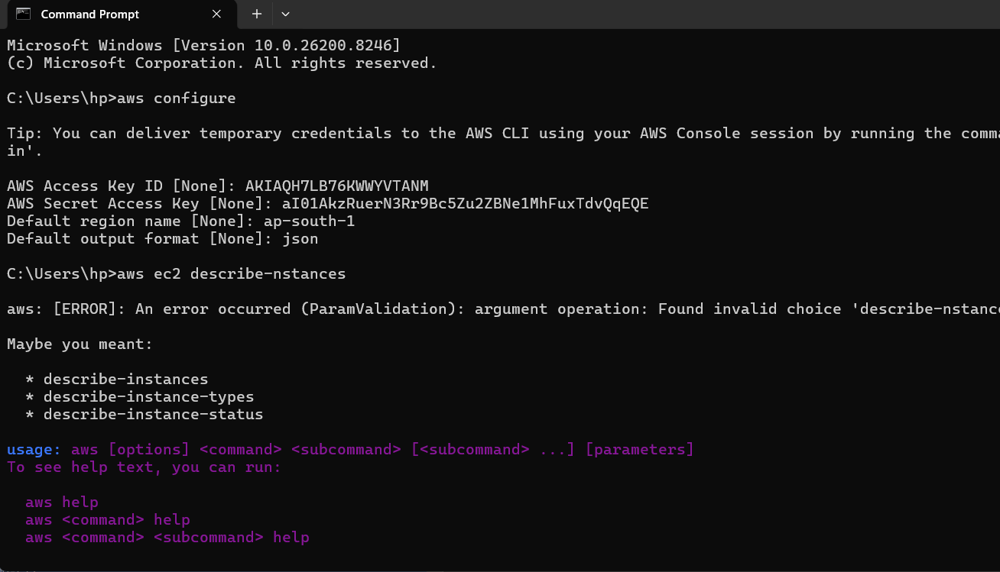 Command Prompt
Microsoft Windows [Version 10.0.26200.8246]
(c) Microsoft Corporation. All rights reserved.
C:\Users\hp>aws configure
Tip: You can deliver temporary credentials to the AWS CLI using your AWS Console session by running the comma
in'.
AWS Access Key ID [None]: AKIAQH7LB76KWWYVTANM
AWS Secret Access Key [None]: aI01AkzRuerN3Rr9Bc5Zu2ZBNe1MhFuxTdvQqEQE
Default region name [None]: ap-south-1
Default output format [None]: json
C:\Users\hp>aws ec2 describe-nstances
aws: [ERROR]: An error occurred (ParamValidation): argument operation: Found invalid choice 'describe-nstance
Maybe you meant:
* describe-instances
* describe-instance-types
* describe-instance-status
usage: aws [options] <command> <subcommand> [<subcommand> ...] [parameters]
To see help text, you can run:
aws help
aws <command> help
aws <command> <subcommand> help